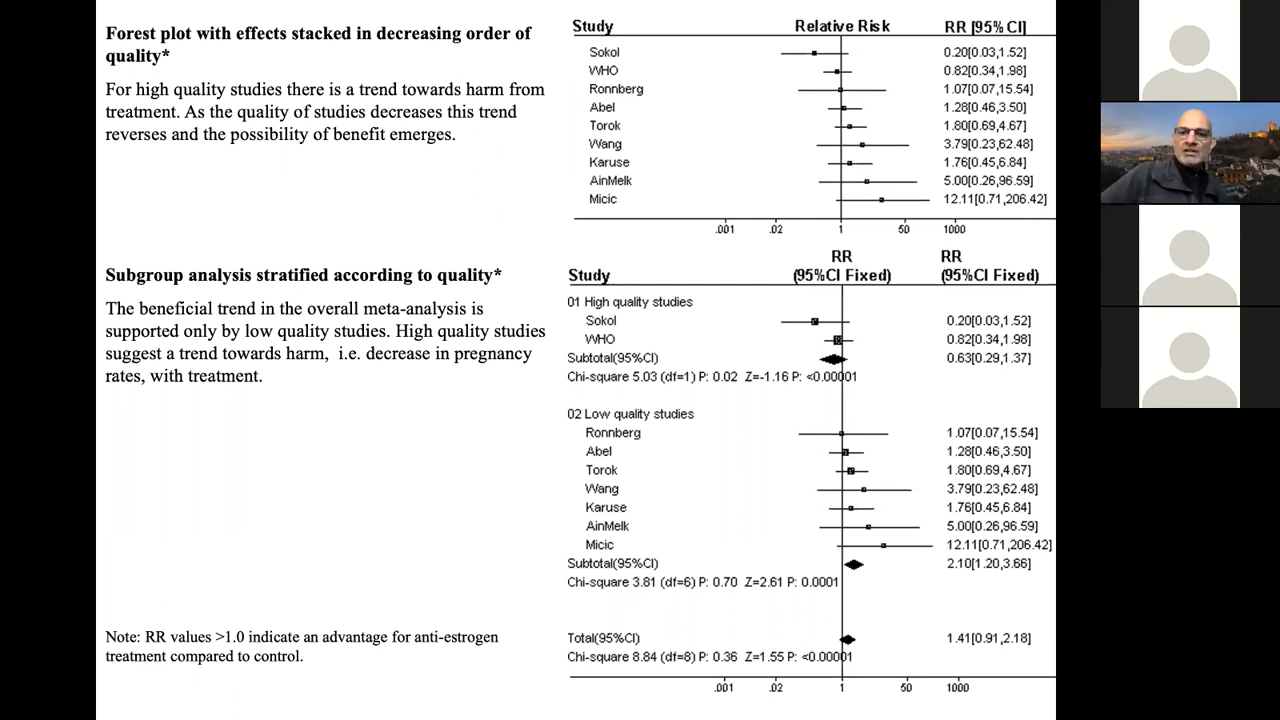 Forest plot with effects stacked in decreasing order of
quality*
For high quality studies there is a trend towards harm from
treatment. As the quality of studies decreases this trend
reverses and the possibility of benefit emerges.
Study Relative Risk RR [95% CI]
Sokol 0.20[0.03,1.52]
WHO 0.82[0.34,1.98]
Ronnberg 1.07[0.07,15.54]
Abel 1.28[0.46,3.50]
Torok 1.80[0.69,4.67]
Wang 3.79[0.23,62.48]
Karuse 1.76[0.45,6.84]
AinMelk 5.00[0.26,96.59]
Micic 12.11[0.71,206.42]
.001 .02 1 50 1000
Subgroup analysis stratified according to quality*
The beneficial trend in the overall meta-analysis is
supported only by low quality studies. High quality studies
suggest a trend towards harm, i.e. decrease in pregnancy
rates, with treatment.
RR RR
Study (95%CI Fixed) (95%CI Fixed)
01 High quality studies
Sokol 0.20[0.03,1.52]
WHO 0.82[0.34,1.98]
Subtotal(95%CI) 0.63[0.29,1.37]
Chi-square 5.03 (df=1) P: 0.02 Z=-1.16 P: <0.00001
02 Low quality studies
Ronnberg 1.07[0.07,15.54]
Abel 1.28[0.46,3.50]
Torok 1.80[0.69,4.67]
Wang 3.79[0.23,62.48]
Karuse 1.76[0.45,6.84]
AinMelk 5.00[0.26,96.59]
Micic 12.11[0.71,206.42]
Subtotal(95%CI) 2.10[1.20,3.66]
Chi-square 3.81 (df=6) P: 0.70 Z=2.61 P: 0.0001
Note: RR values >1.0 indicate an advantage for anti-estrogen
treatment compared to control.
Total(95%CI) 1.41[0.91,2.18]
Chi-square 8.84 (df=8) P: 0.36 Z=1.55 P: <0.00001
.001 .02 1 50 1000